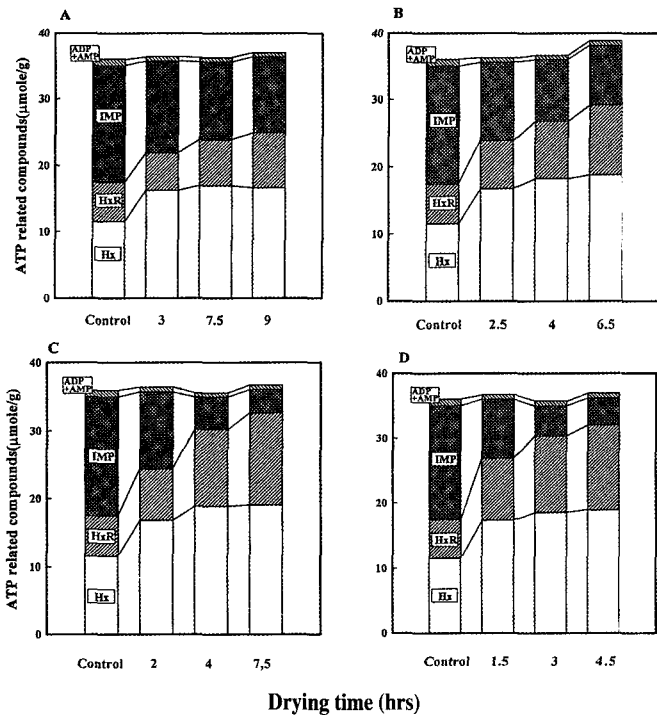 A
ATP related compounds(μmole/g)
40
30
20
10
0
ADP
+AMP
IMP
HxR
Hx
Control 3 7.5 9
B
40
30
20
10
0
ADP
+AMP
IMP
HxR
Hx
Control 2.5 4 6.5
C
ATP related compounds(μmole/g)
40
30
20
10
0
ADP
+AMP
IMP
HxR
Hx
Control 2 4 7,5
D
40
30
20
10
0
ADP
+AMP
IMP
HxR
Hx
Control 1.5 3 4.5
Drying time (hrs)